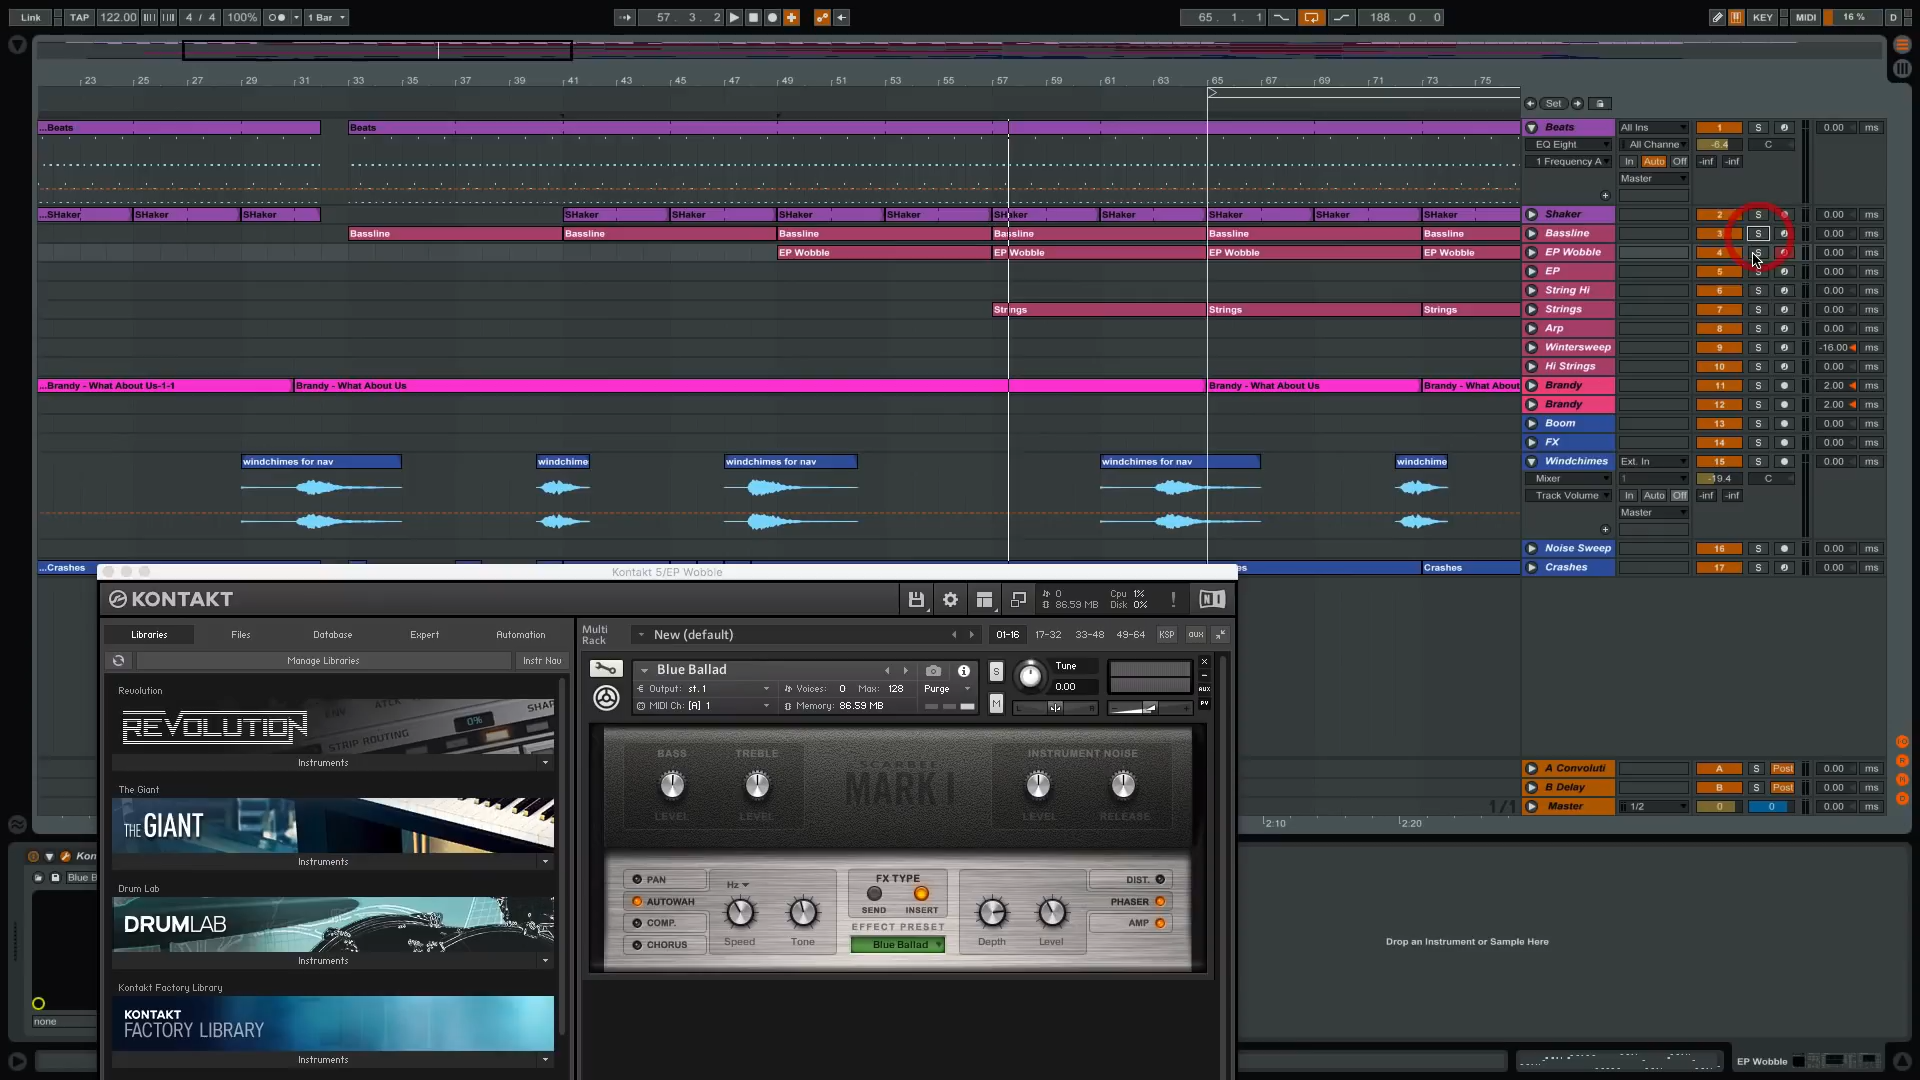 Link TAP 122.00 4 / 4 100% 1 Bar 57. 3. 2 65. 1. 1 188. 0. 0 KEY MIDI 16 % D
23 25 27 29 31 33 35 37 39 41 43 45 47 49 51 53 55 57 59 61 63 65 67 69 71 73 75
Set
...Beats Beats Beats All Ins 1 S 0.00 ms
EQ Eight All Channe -6.4 C
1 Frequency A In Auto Off -inf -inf
Master
...SHaker SHaker SHaker SHaker SHaker SHaker SHaker SHaker SHaker SHaker SHaker SHaker Shaker 2 S 0.00 ms
Bassline Bassline Bassline Bassline Bassline Bassline Bassline 3 S 0.00 ms
EP Wobble EP Wobble EP Wobble EP Wobble EP Wobble 4 S 0.00 ms
EP 5 S 0.00 ms
String Hi 6 S 0.00 ms
Strings Strings Strings Strings 7 S 0.00 ms
Arp 8 S 0.00 ms
Wintersweep 9 S -16.00 ms
Hi Strings 10 S 0.00 ms
...Brandy - What About Us-1-1 Brandy - What About Us Brandy - What About Us Brandy - What About Brandy 11 S 2.00 ms
Brandy 12 S 2.00 ms
Boom 13 S 0.00 ms
FX 14 S 0.00 ms
windchimes for nav windchime windchimes for nav windchimes for nav windchime Windchimes Ext. In 15 S 0.00 ms
Mixer 1 -19.4 C
Track Volume In Auto Off -inf -inf
Master
Noise Sweep 16 S 0.00 ms
...Crashes es Crashes Crashes 17 S 0.00 ms
Kontakt 5/EP Wobble
KONTAKT 0 86.59 MB Cpu 1% Disk 0% ! NI
Libraries Files Database Expert Automation
Multi Rack New (default) 01-16 17-32 33-48 49-64 KSP aux
Manage Libraries Instr Nav
Blue Ballad S Tune 0.00
Output: st. 1 Voices: 0 Max: 128 Purge AUX
MIDI Ch: [A] 1 Memory: 86.59 MB M L R PV
Revolution
REVOLUTION ENV ATCK SHAP 0% STRIP ROUTING
Instruments
The Giant
THE GIANT
Instruments
Drum Lab
DRUMLAB
Instruments
Kontakt Factory Library
KONTAKT
FACTORY LIBRARY
Instruments
BASS TREBLE INSTRUMENT NOISE
SCARBEE
MARK I
LEVEL LEVEL LEVEL RELEASE
PAN Hz FX TYPE DIST.
AUTOWAH PHASER
SEND INSERT
COMP. EFFECT PRESET AMP
CHORUS Speed Tone Blue Ballad Depth Level
A Convoluti A S Post 0.00 ms
B Delay B S Post 0.00 ms
1/1 Master 1/2 0 0 0.00 ms
2:10 2:20
Kon
Blue B
none
Drop an Instrument or Sample Here
EP Wobble